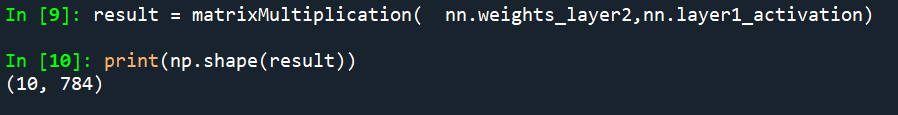 In [9]: result = matrixMultiplication(  nn.weights_layer2,nn.layer1_activation)
In [10]: print(np.shape(result))
(10, 784)